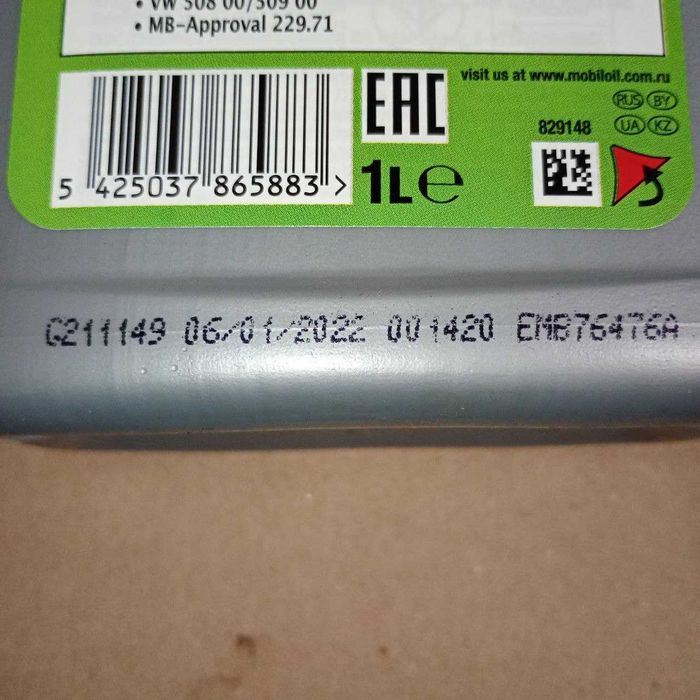 • VW 508 00/509 00
• MB-Approval 229.71
visit us at www.mobiloil.com.ru
EAC
RUS BY
829148
UA KZ
5 425037 865883 >
1L e
G211149 06/01/2022 001420 EMB76476A